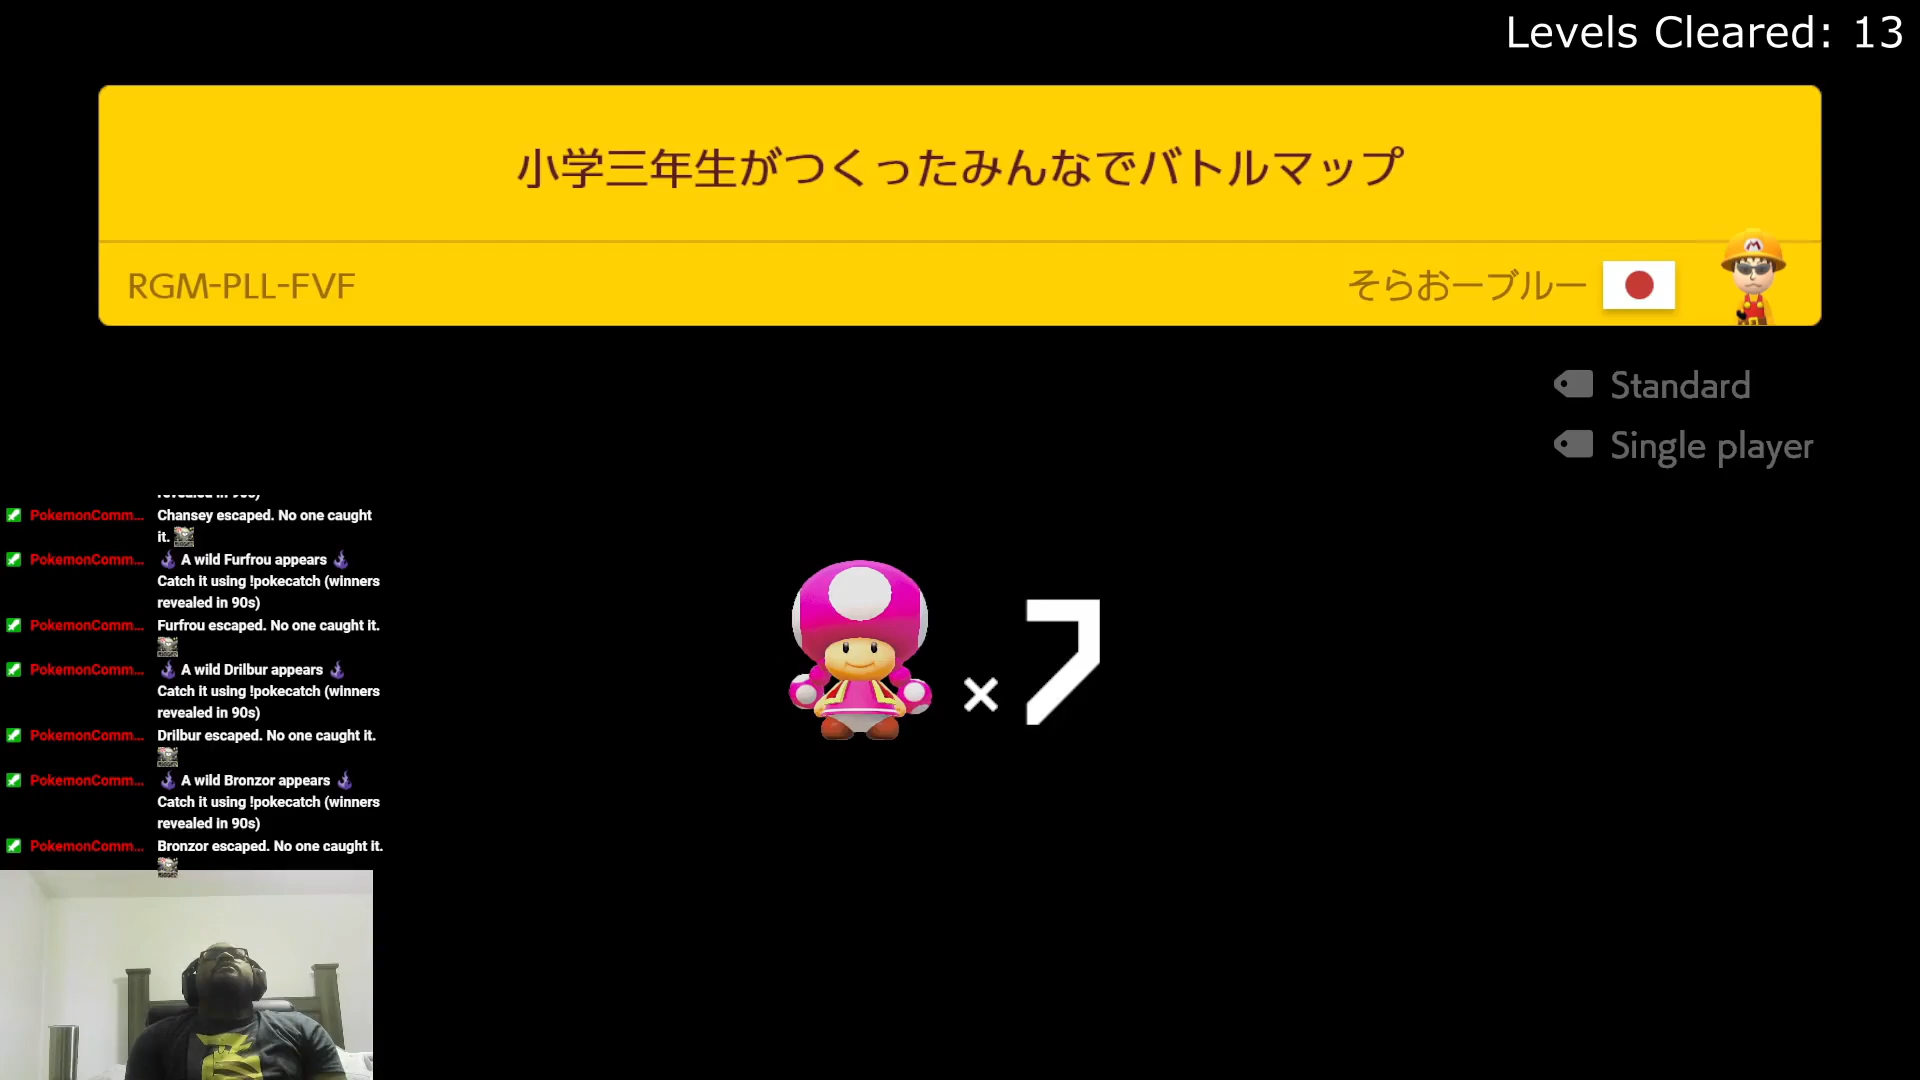 Levels Cleared: 13
小学三年生がつくったみんなでバトルマップ
RGM-PLL-FVF
そらおーブルー
Standard
Single player
revealed in 90s)
PokemonComm... Chansey escaped. No one caught
it.
PokemonComm... A wild Furfrou appears
Catch it using !pokecatch (winners
revealed in 90s)
PokemonComm... Furfrou escaped. No one caught it.
PokemonComm... A wild Drilbur appears
Catch it using !pokecatch (winners
revealed in 90s)
PokemonComm... Drilbur escaped. No one caught it.
PokemonComm... A wild Bronzor appears
Catch it using !pokecatch (winners
revealed in 90s)
PokemonComm... Bronzor escaped. No one caught it.
× 7